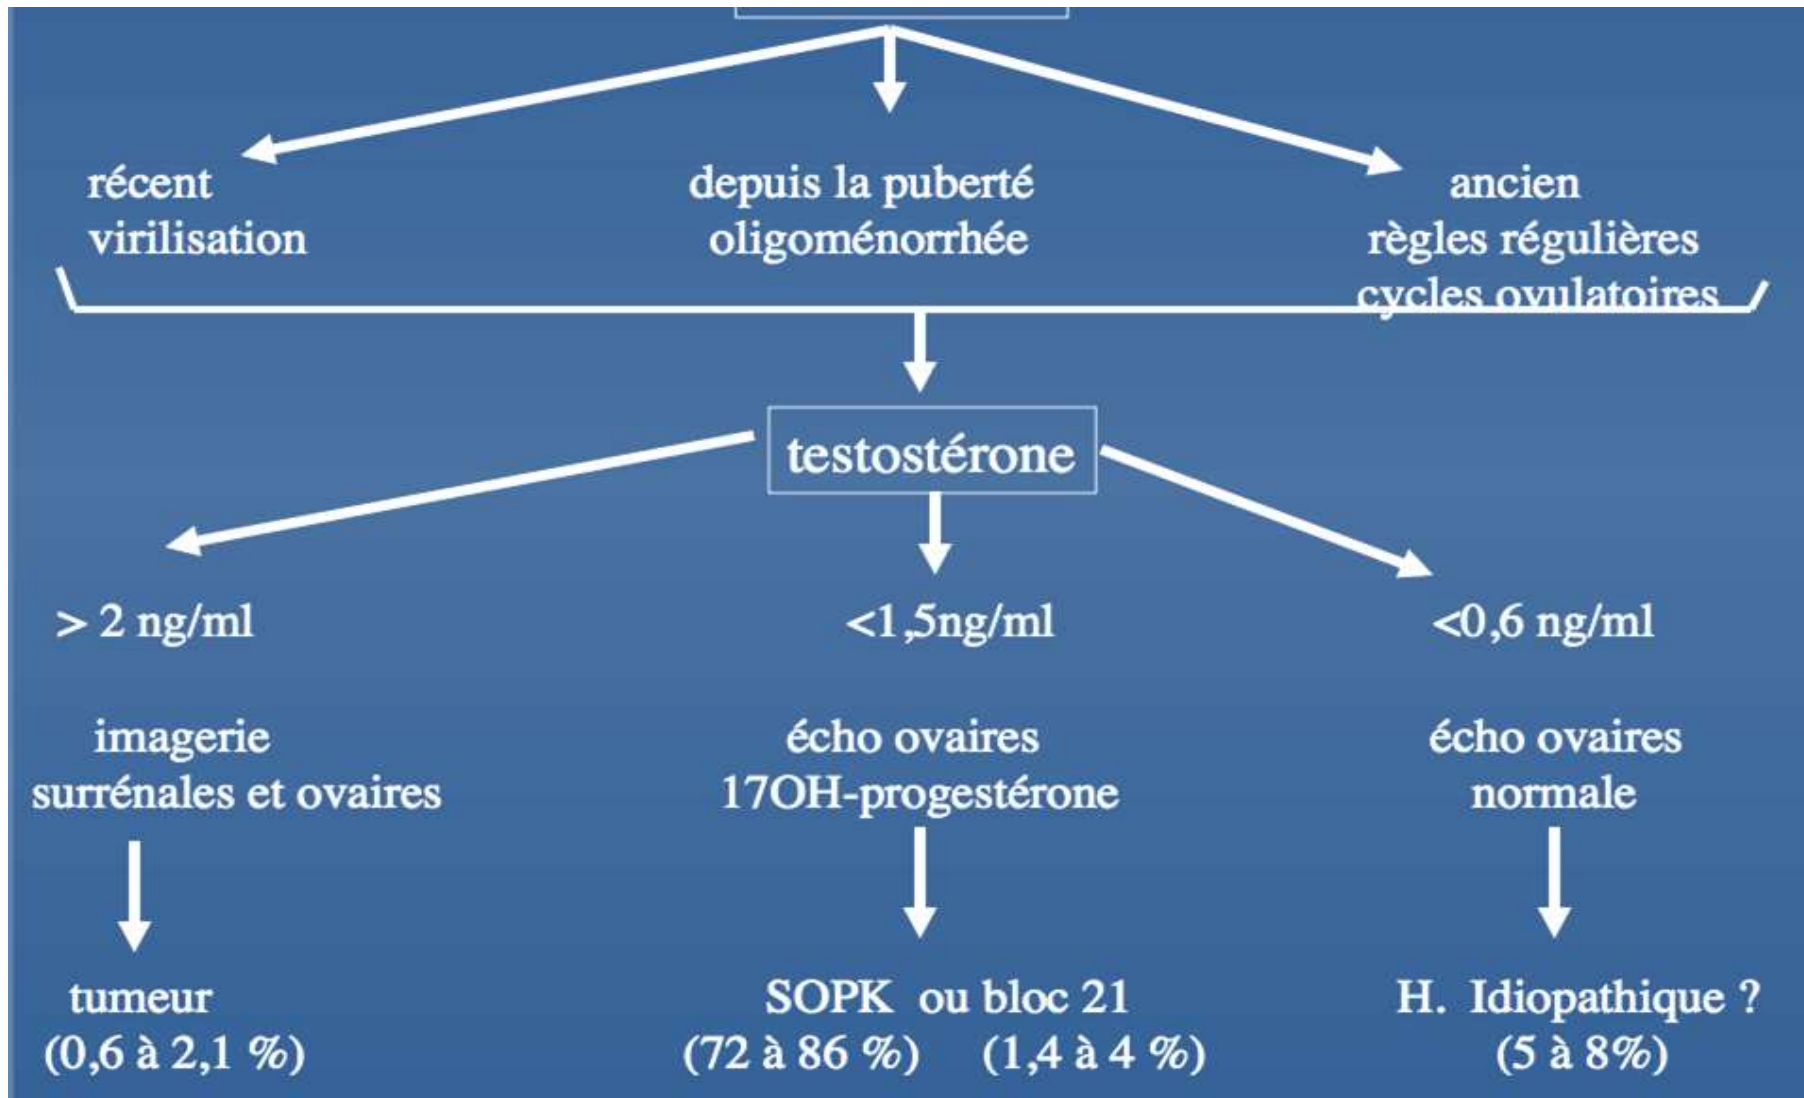 récent
virilisation
depuis la puberté
oligoménorrhée
ancien
règles régulières
cycles ovulatoires
testostérone
> 2 ng/ml
<1,5ng/ml
<0,6 ng/ml
imagerie
surrénales et ovaires
écho ovaires
17OH-progestérone
écho ovaires
normale
tumeur
(0,6 à 2,1 %)
SOPK ou bloc 21
(72 à 86 %) (1,4 à 4 %)
H. Idiopathique ?
(5 à 8%)